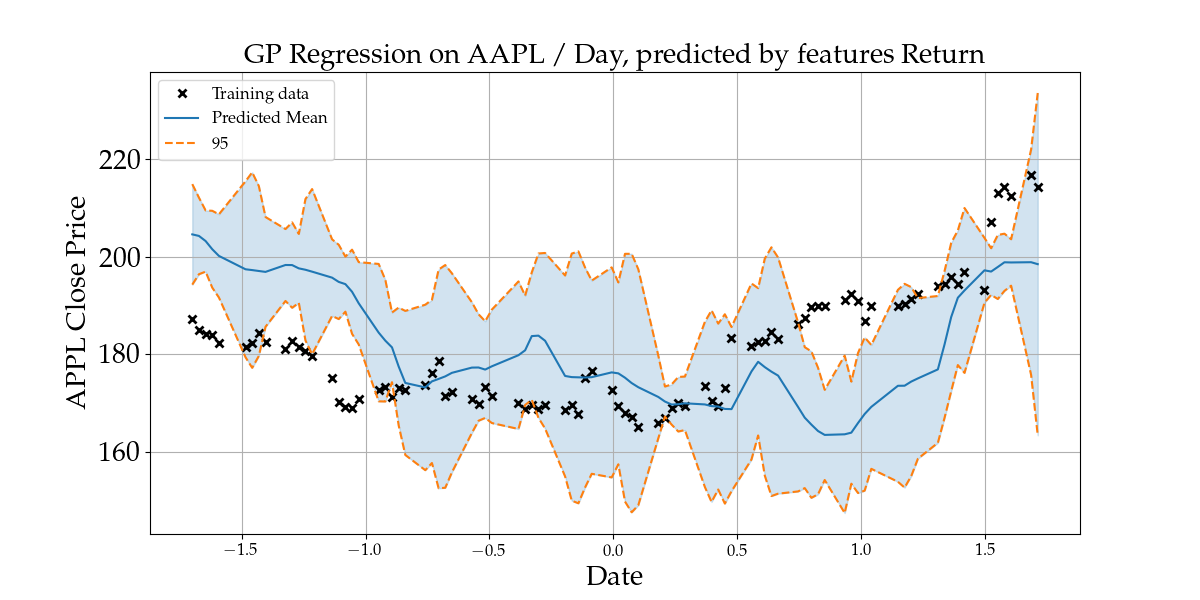 GP Regression on AAPL / Day, predicted by features Return
Training data
Predicted Mean
95
220
200
180
160
APPL Close Price
−1.5
−1.0
−0.5
0.0
0.5
1.0
1.5
Date